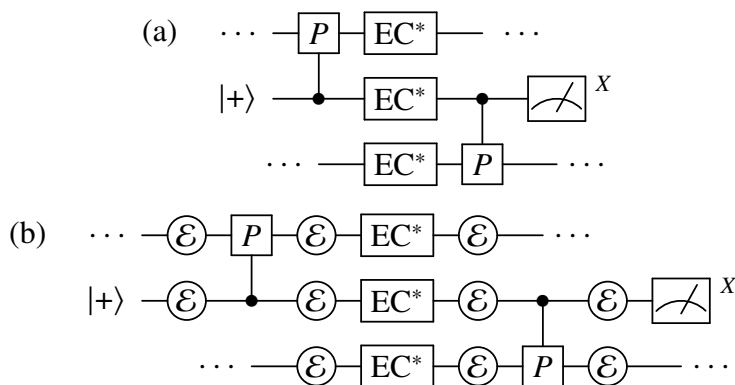 (a) · · · P EC* · · ·
|+⟩ EC* X
· · · EC* P · · ·
(b) · · · ℰ P ℰ EC* ℰ · · ·
|+⟩ ℰ ℰ EC* ℰ ℰ X
· · · ℰ EC* ℰ P ℰ · · ·